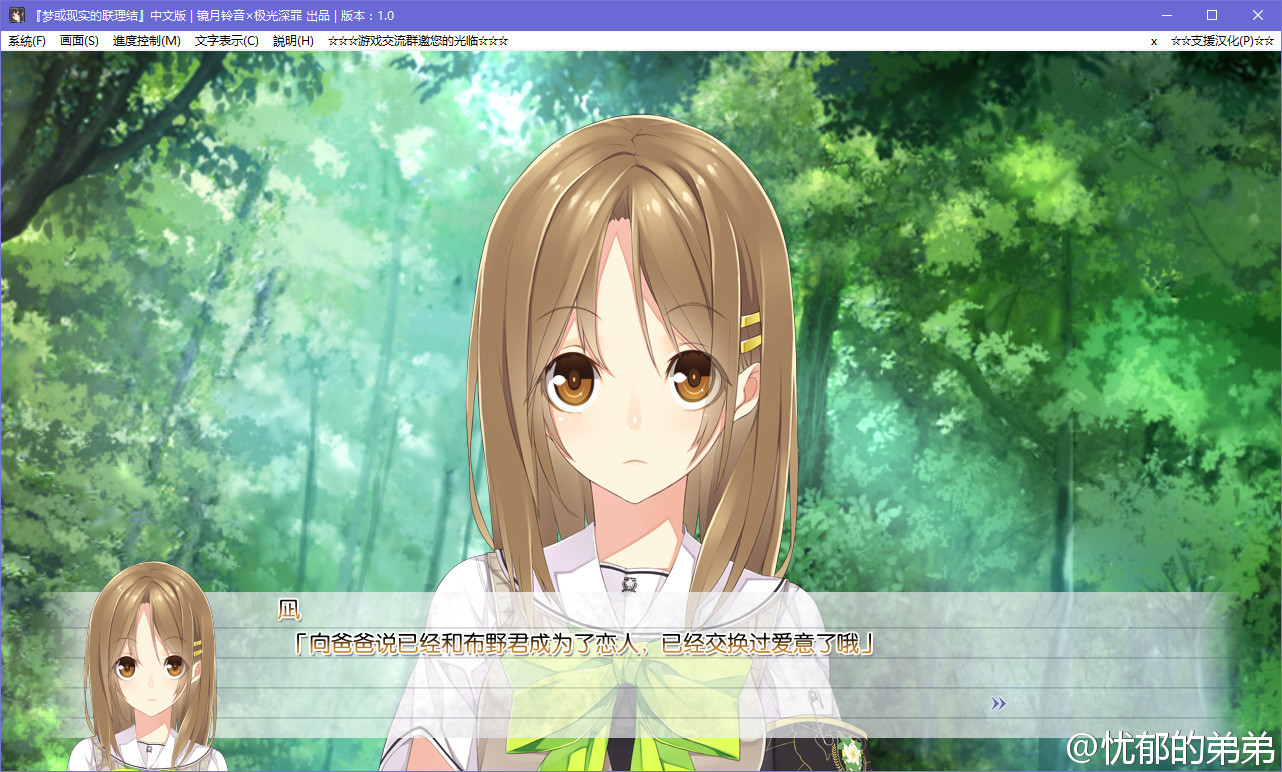 『梦或现实的联理结』中文版 | 镜月铃音×极光深罪 出品 | 版本：1.0
系统(F) 画面(S) 進度控制(M) 文字表示(C) 説明(H) ☆☆☆游戏交流群邀您的光临☆☆☆ x ☆☆支援汉化(P)☆☆
凪
「向爸爸说已经和布野君成为了恋人，已经交换过爱意了哦」
@忧郁的弟弟